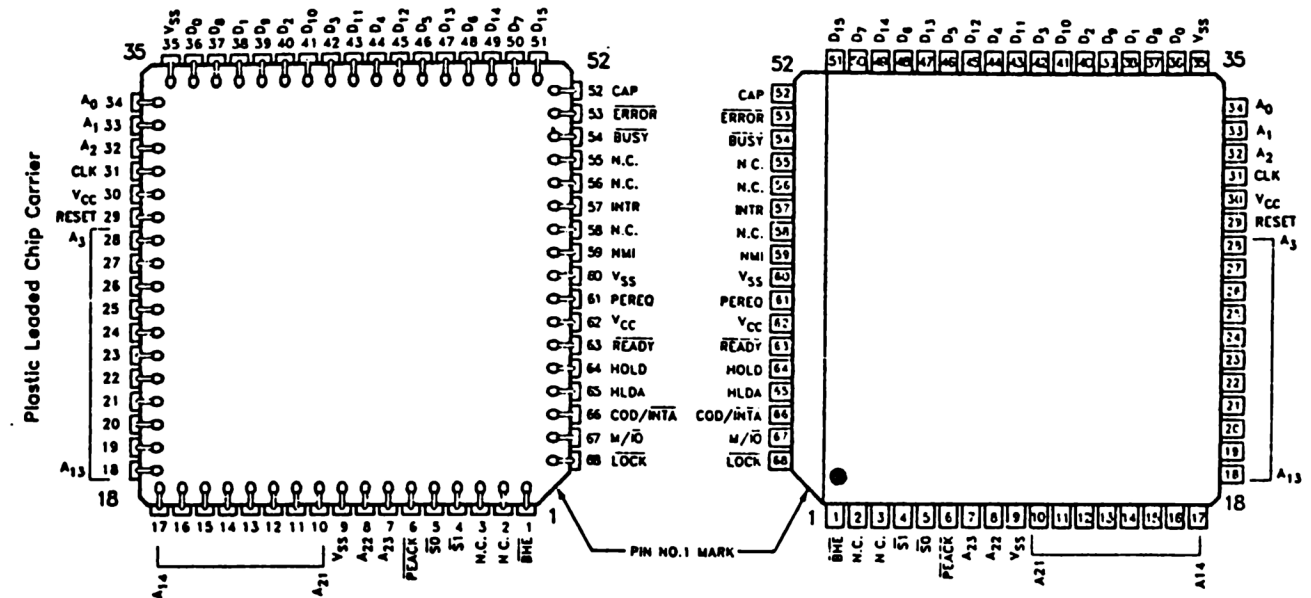 Plastic Leaded Chip Carrier
35 52
VSS D0 D8 D1 D9 D2 D10 D3 D11 D4 D12 D5 D13 D6 D14 D7 D15
35 36 37 38 39 40 41 42 43 44 45 46 47 48 49 50 51
A0 34
A1 33
A2 32
CLK 31
VCC 30
RESET 29
A3 28
27
26
25
24
23
22
21
20
19
A13 18
18
52 CAP
53 ERROR
54 BUSY
55 N.C.
56 N.C.
57 INTR
58 N.C.
59 NMI
60 VSS
61 PEREQ
62 VCC
63 READY
64 HOLD
65 HLDA
66 COD/INTA
67 M/IO
68 LOCK
17 16 15 14 13 12 11 10 9 8 7 6 5 4 3 2 1
1
A14 A21 VSS A22 A23 PEACK S0 S1 N.C. N.C. BHE
PIN NO.1 MARK
52 35
D15 D7 D14 D6 D13 D5 D12 D4 D11 D3 D10 D2 D9 D1 D8 D0 VSS
51 50 49 48 47 46 45 44 43 42 41 40 39 38 37 36 35
CAP 52
ERROR 53
BUSY 54
N.C. 55
N.C. 56
INTR 57
N.C. 58
NMI 59
VSS 60
PEREQ 61
VCC 62
READY 63
HOLD 64
HLDA 65
COD/INTA 66
M/IO 67
LOCK 68
34 A0
33 A1
32 A2
31 CLK
30 VCC
29 RESET
28 A3
27
26
25
24
23
22
21
20
19
18 A13
18
1
1 2 3 4 5 6 7 8 9 10 11 12 13 14 15 16 17
BHE N.C. N.C. S1 S0 PEACK A23 A22 VSS A21 A14